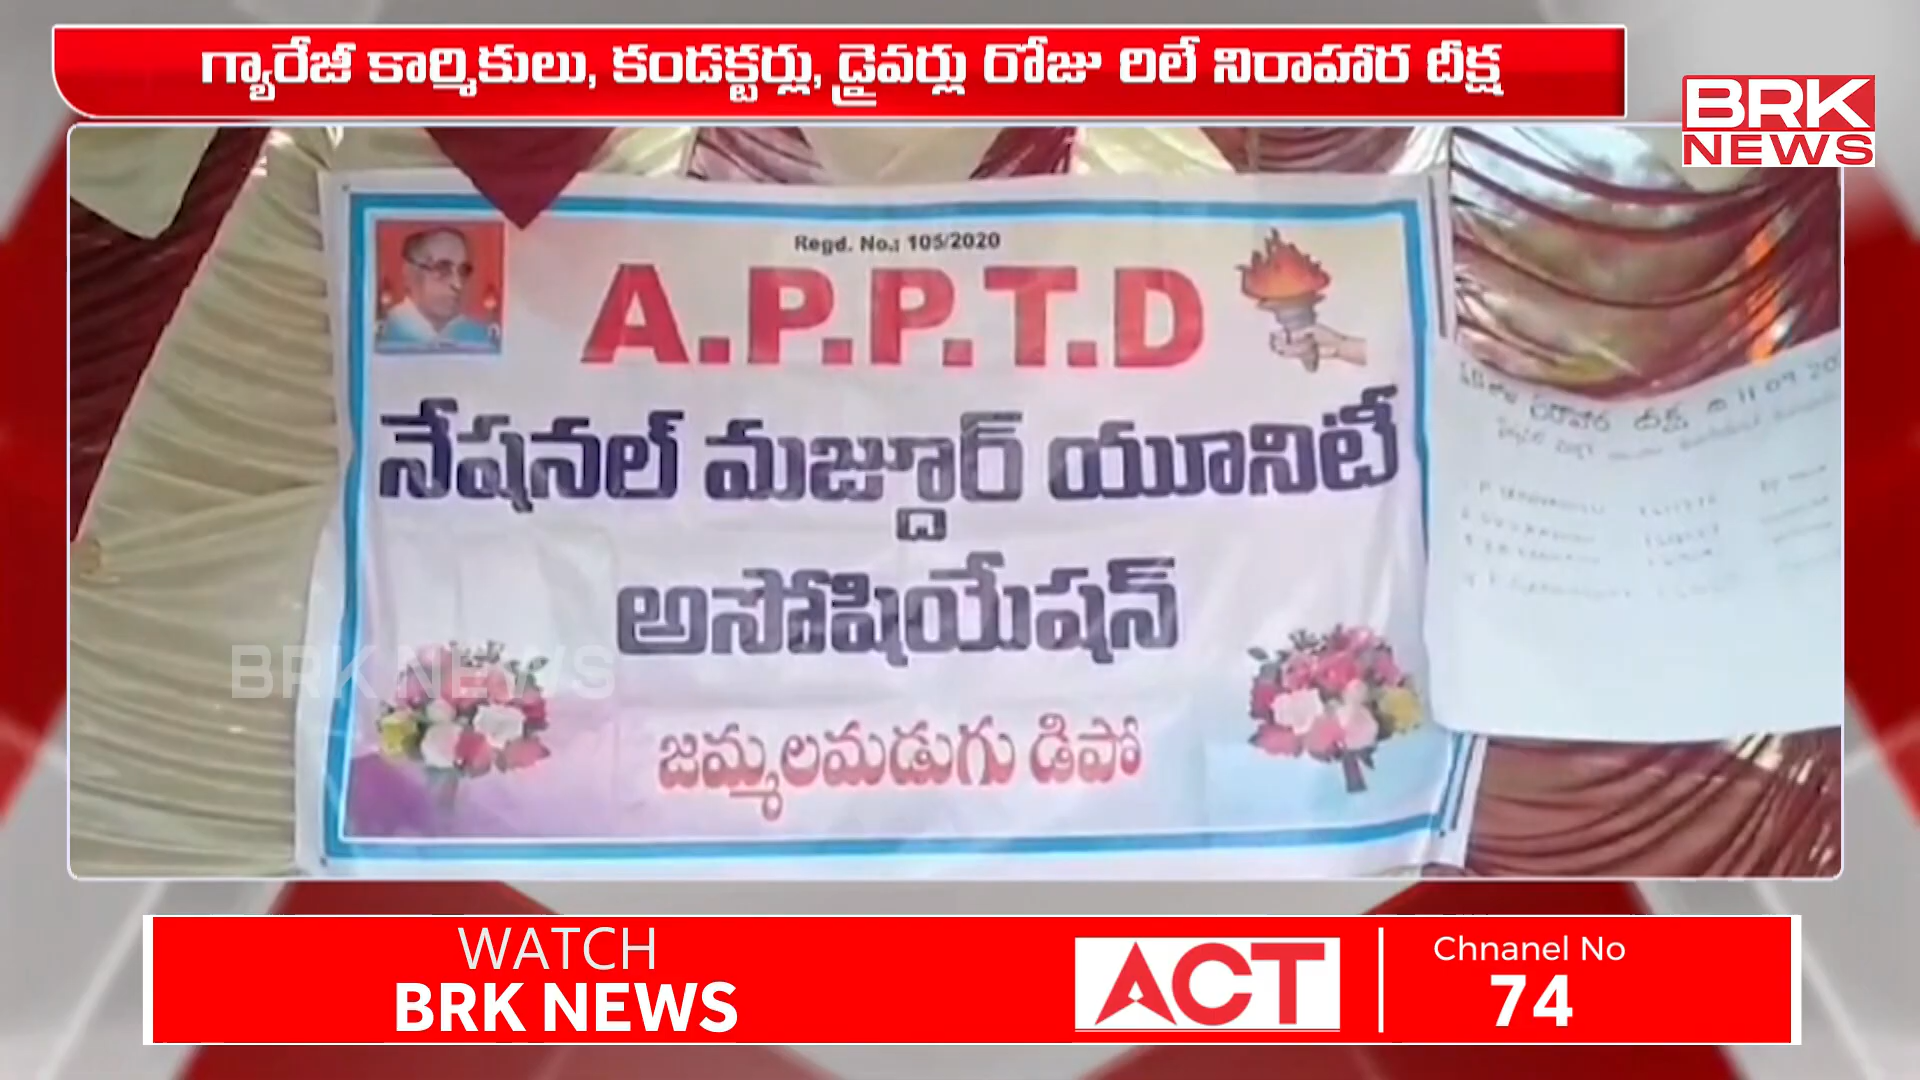 గ్యారేజీ కార్మికులు, కండక్టర్లు, డ్రైవర్లు రోజు రిలే నిరాహార దీక్ష
BRK
NEWS
Regd. No.: 105/2020
A.P.P.T.D
నేషనల్ మజ్దూర్ యూనిటీ
అసోషియేషన్
జమ్మలమడుగు డిపో
దీక్ష
BRK NEWS
WATCH
BRK NEWS
ACT
Chnanel No
74